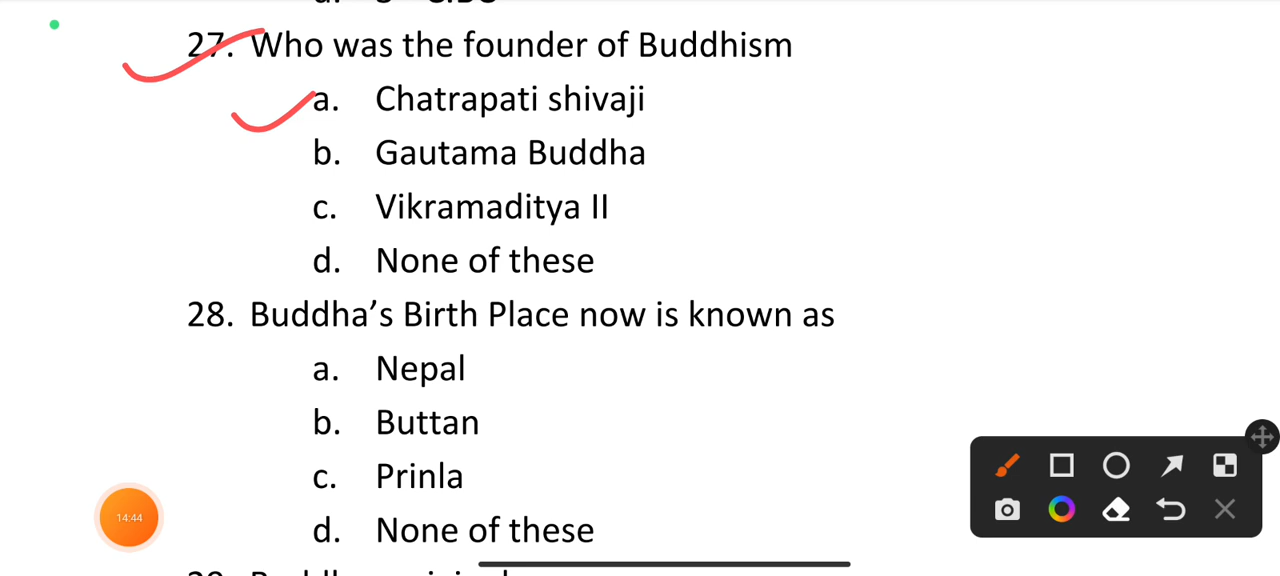 27. Who was the founder of Buddhism
a. Chatrapati shivaji
b. Gautama Buddha
c. Vikramaditya II
d. None of these
28. Buddha's Birth Place now is known as
a. Nepal
b. Buttan
c. Prinla
d. None of these
14:44